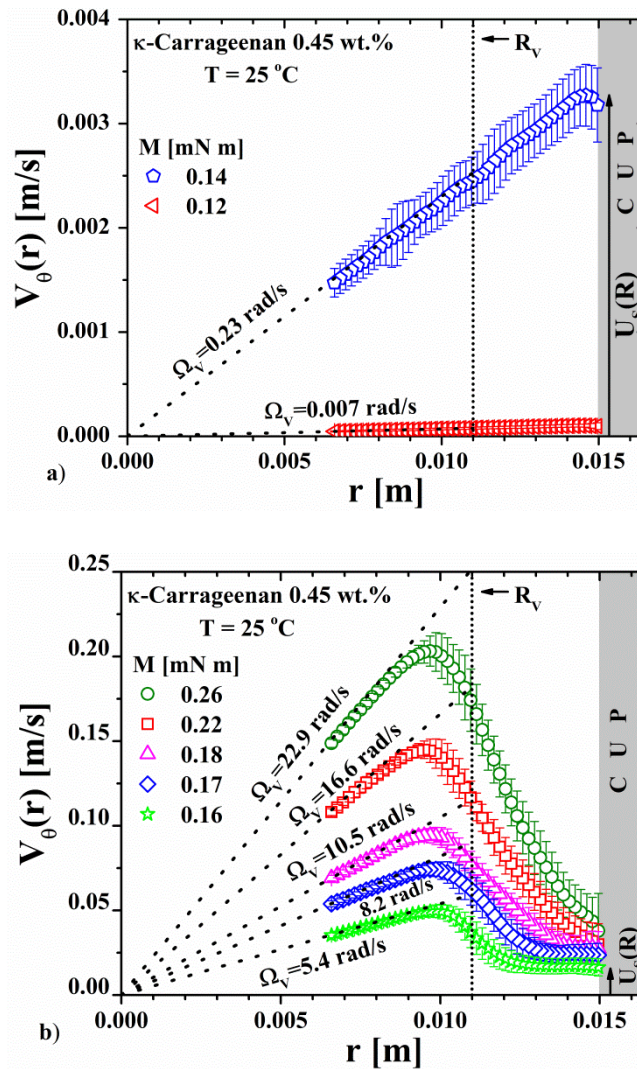 0.004
κ-Carrageenan 0.45 wt.%
T = 25 °C
R_V
M [mN m]
0.14
0.12
0.003
0.002
0.001
0.000
V_θ(r) [m/s]
Ω_V=0.23 rad/s
Ω_V=0.007 rad/s
C U P
U_s(R)
0.000 0.005 0.010 0.015
a)
r [m]
0.25
κ-Carrageenan 0.45 wt.%
T = 25 °C
R_V
M [mN m]
0.26
0.22
0.18
0.17
0.16
0.20
0.15
0.10
0.05
0.00
V_θ(r) [m/s]
Ω_V=22.9 rad/s
Ω_V=16.6 rad/s
Ω_V=10.5 rad/s
8.2 rad/s
Ω_V=5.4 rad/s
C U P
U_s(R)
0.000 0.005 0.010 0.015
b)
r [m]